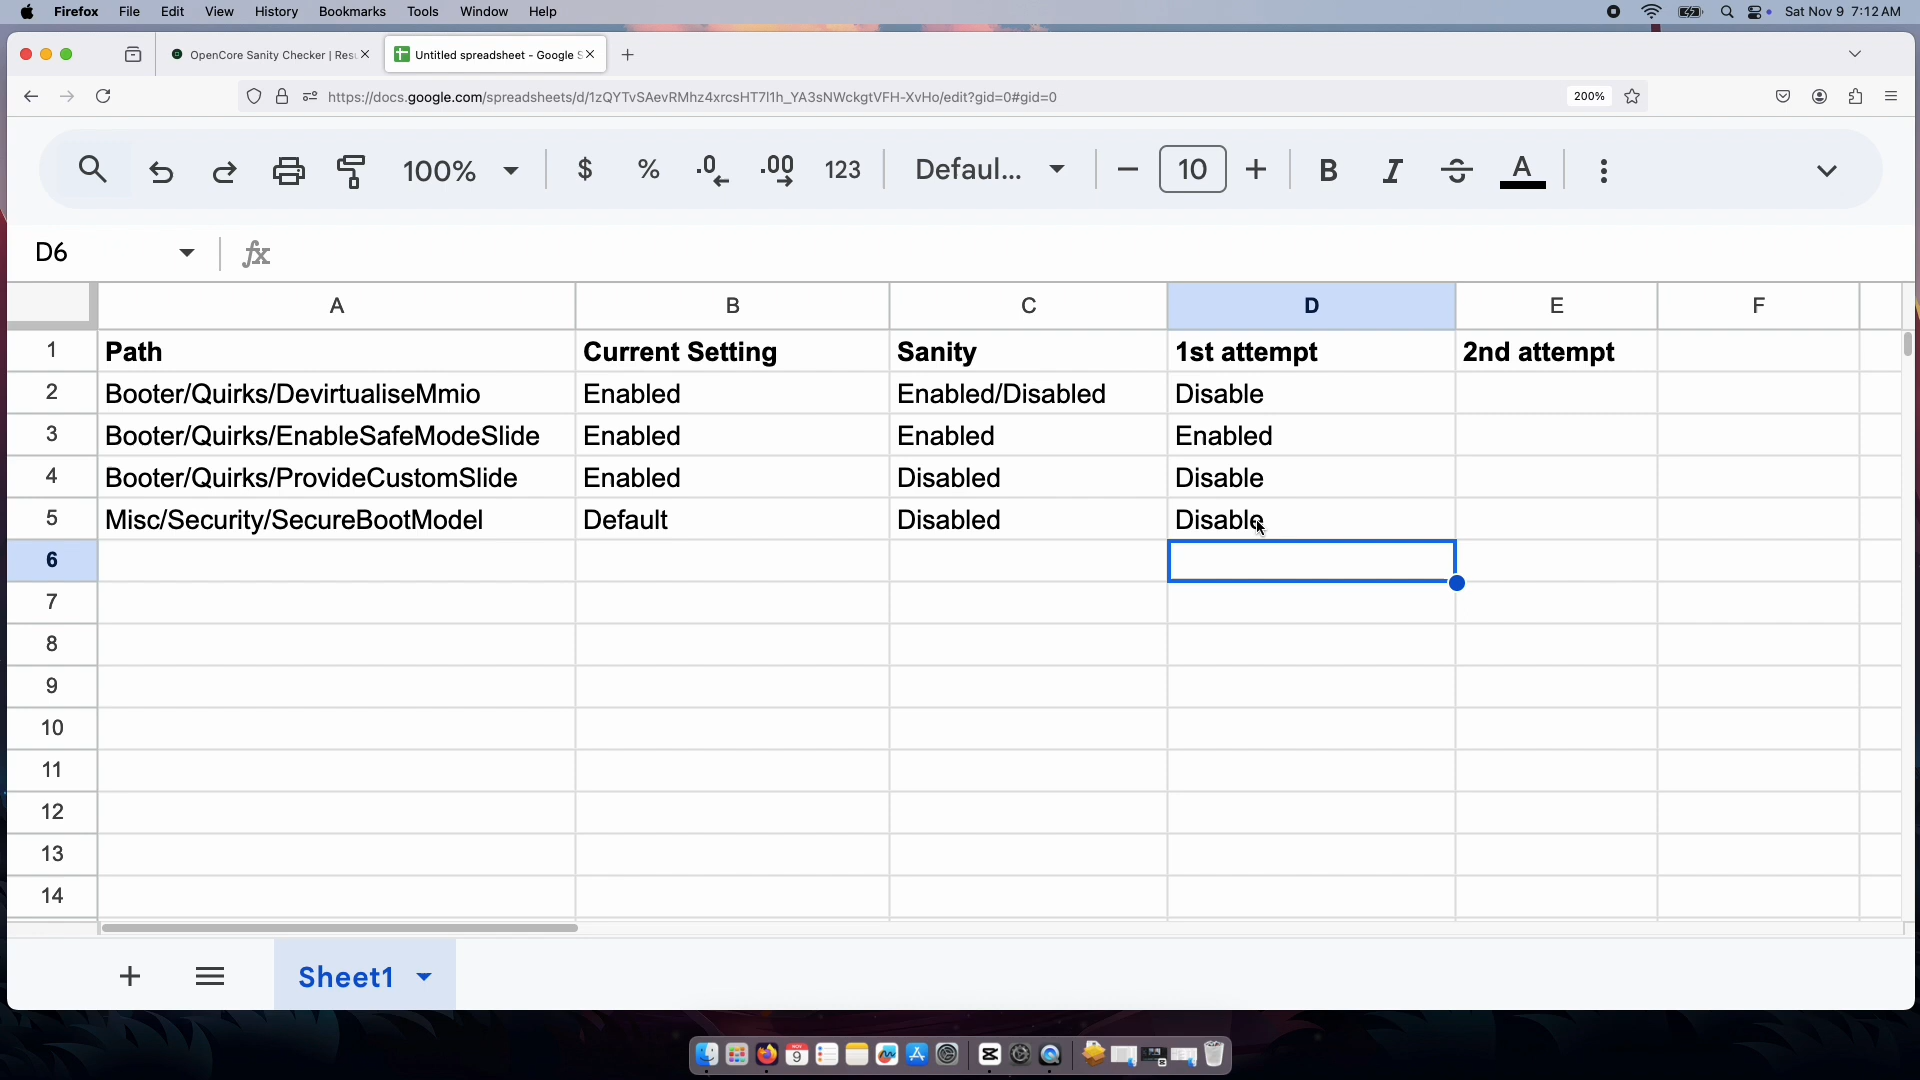 Firefox File Edit View History Bookmarks Tools Window Help Sat Nov 9 7:12 AM
OpenCore Sanity Checker | Resu Untitled spreadsheet - Google S
https://docs.google.com/spreadsheets/d/1zQYTvSAevRMhz4xrcsHT7I1h_YA3sNWckgtVFH-XvHo/edit?gid=0#gid=0 200%
100% $ % .0 .00 123 Defaul... 10 B I S A
D6 fx
A B C D E F
1 Path Current Setting Sanity 1st attempt 2nd attempt
2 Booter/Quirks/DevirtualiseMmio Enabled Enabled/Disabled Disable
3 Booter/Quirks/EnableSafeModeSlide Enabled Enabled Enabled
4 Booter/Quirks/ProvideCustomSlide Enabled Disabled Disable
5 Misc/Security/SecureBootModel Default Disabled Disable
6
7
8
9
10
11
12
13
14
Sheet1
NOV
9